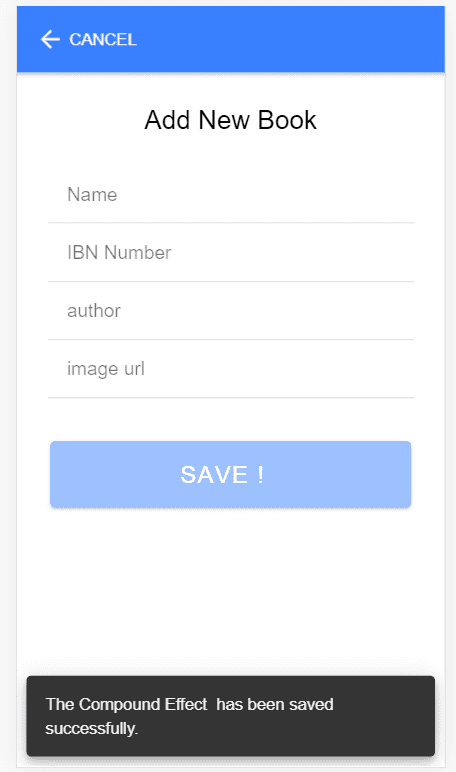 CANCEL
Add New Book
Name
IBN Number
author
image url
SAVE !
The Compound Effect  has been saved
successfully.